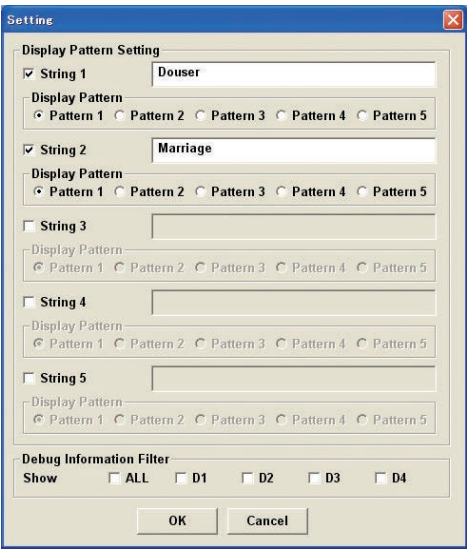 Setting
Display Pattern Setting
String 1 Douser
Display Pattern
Pattern 1 Pattern 2 Pattern 3 Pattern 4 Pattern 5
String 2 Marriage
Display Pattern
Pattern 1 Pattern 2 Pattern 3 Pattern 4 Pattern 5
String 3
Display Pattern
Pattern 1 Pattern 2 Pattern 3 Pattern 4 Pattern 5
String 4
Display Pattern
Pattern 1 Pattern 2 Pattern 3 Pattern 4 Pattern 5
String 5
Display Pattern
Pattern 1 Pattern 2 Pattern 3 Pattern 4 Pattern 5
Debug Information Filter
Show ALL D1 D2 D3 D4
OK Cancel